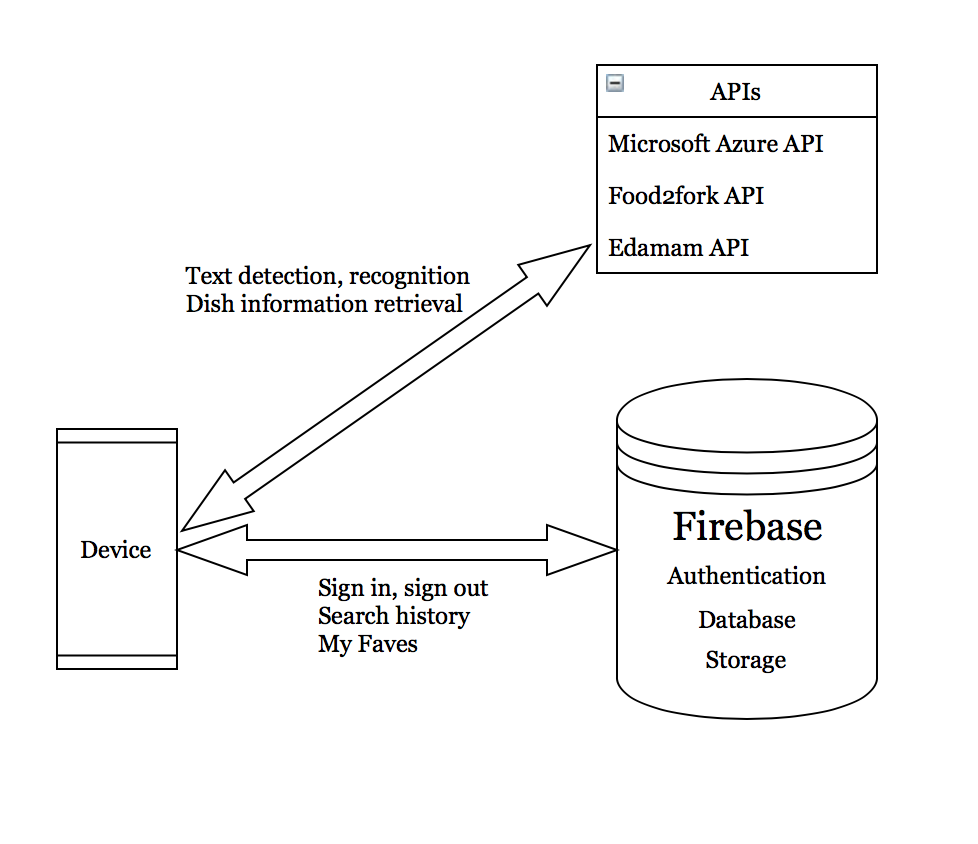 APIs
Microsoft Azure API
Food2fork API
Edamam API
Text detection, recognition
Dish information retrieval
Device
Sign in, sign out
Search history
My Faves
Firebase
Authentication
Database
Storage